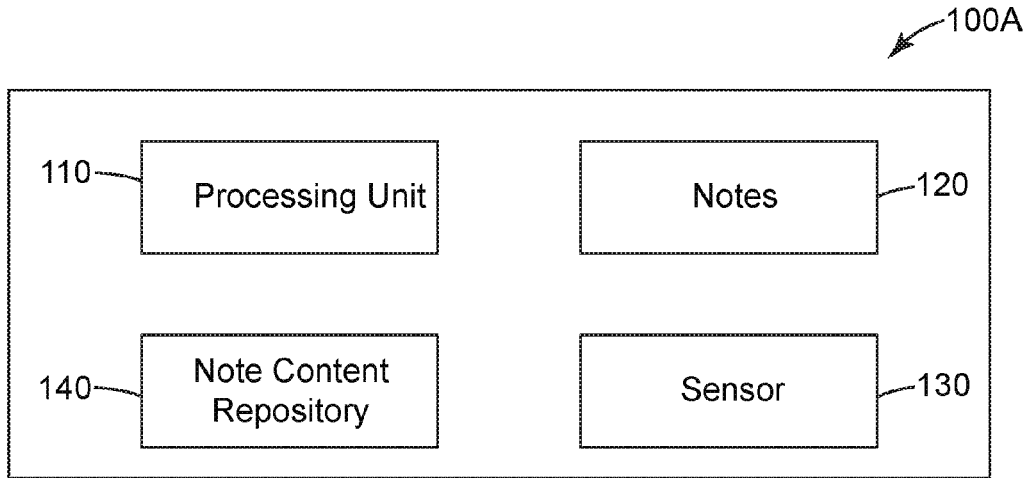 100A
110
Processing Unit
Notes
120
140
Note Content
Repository
Sensor
130